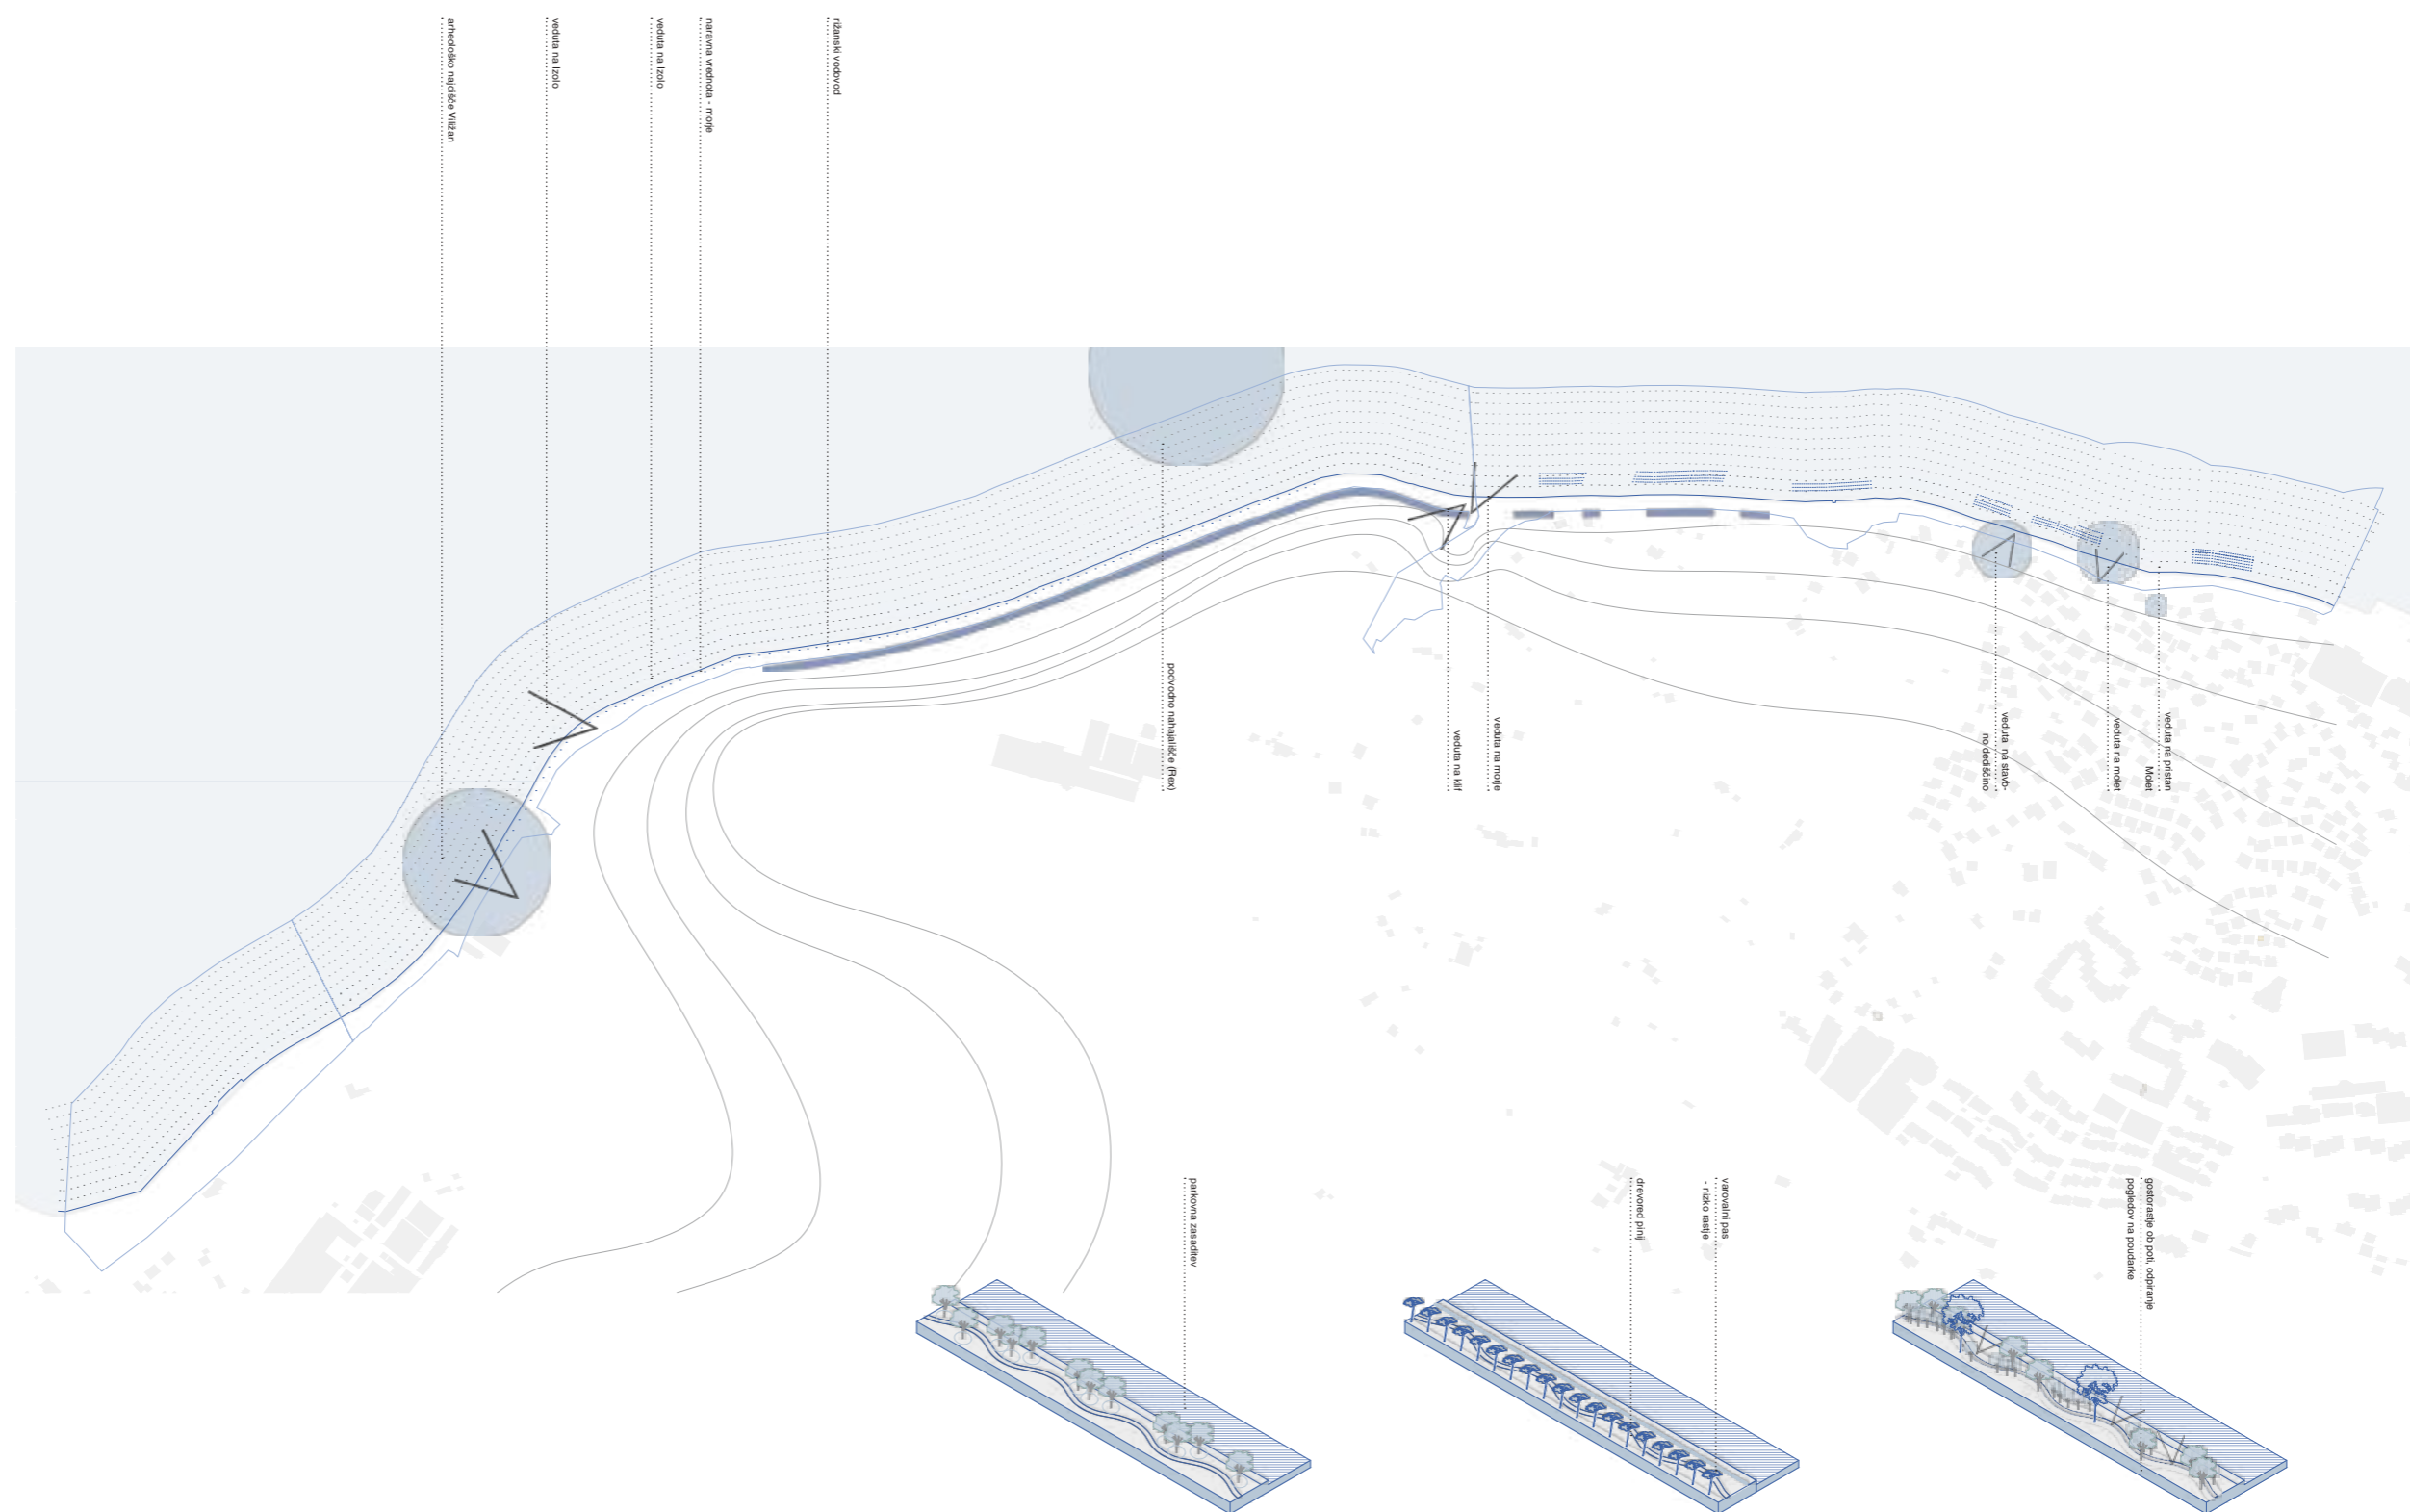 arheološko najdišče Viližan
veduta na Izolo
veduta na Izolo
naravna vrednota - morje
rižanski vodovod
podvodno nahajališče (Rex)
veduta na klif
veduta na morje
veduta na stavb-
no dediščino
veduta na molet
veduta na pristan
Molet
parkovna zasaditev
drevored pinij
varovalni pas
- nizko rastje
gostorastje ob poti, odpiranje
pogledov na poudarke